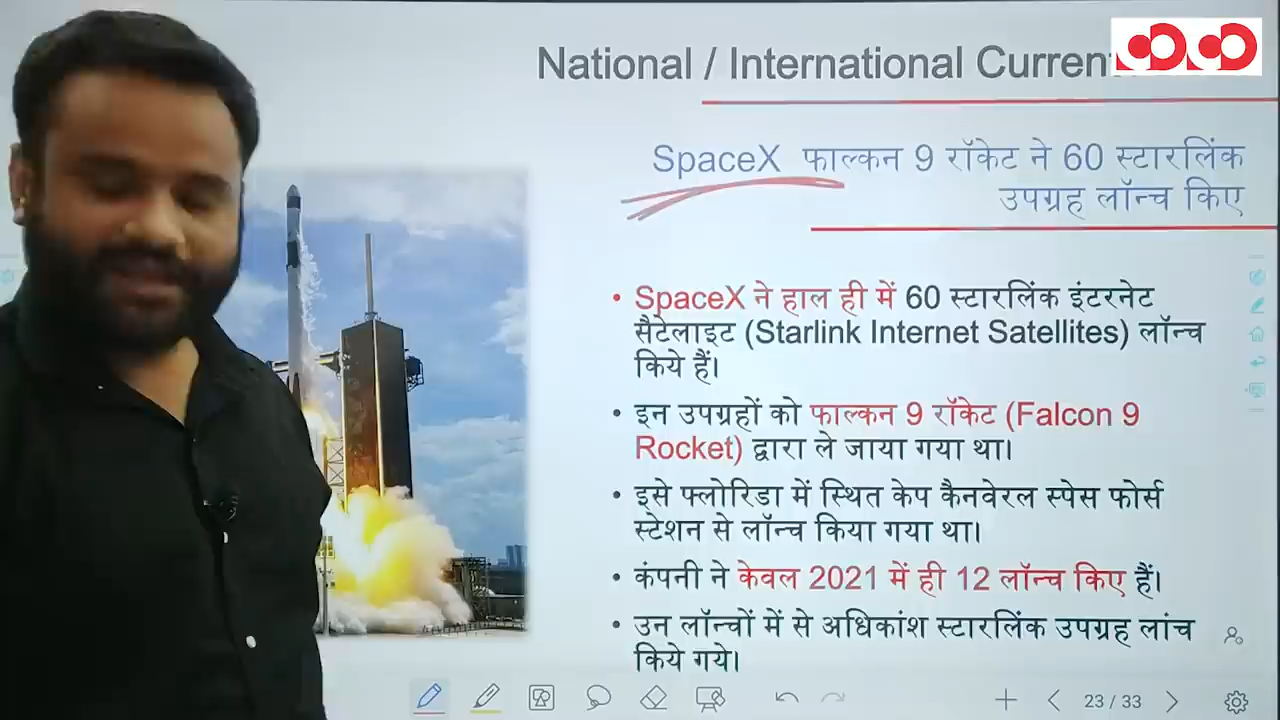 National / International Curren
SpaceX फाल्कन 9 रॉकेट ने 60 स्टारलिंक
उपग्रह लॉन्च किए
• SpaceX ने हाल ही में 60 स्टारलिंक इंटरनेट
सैटेलाइट (Starlink Internet Satellites) लॉन्च
किये हैं।
• इन उपग्रहों को फाल्कन 9 रॉकेट (Falcon 9
Rocket) द्वारा ले जाया गया था।
• इसे फ्लोरिडा में स्थित केप कैनवेरल स्पेस फोर्स
स्टेशन से लॉन्च किया गया था।
• कंपनी ने केवल 2021 में ही 12 लॉन्च किए हैं।
• उन लॉन्चों में से अधिकांश स्टारलिंक उपग्रह लांच
किये गये।
23 / 33